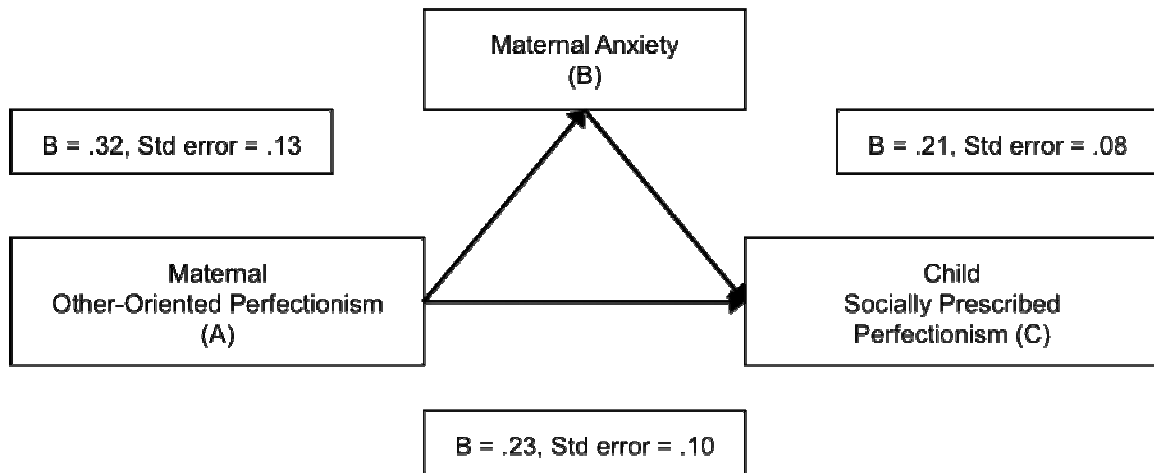 Maternal Anxiety
(B)
B = .32, Std error = .13
B = .21, Std error = .08
Maternal
Other-Oriented Perfectionism
(A)
Child
Socially Prescribed
Perfectionism (C)
B = .23, Std error = .10